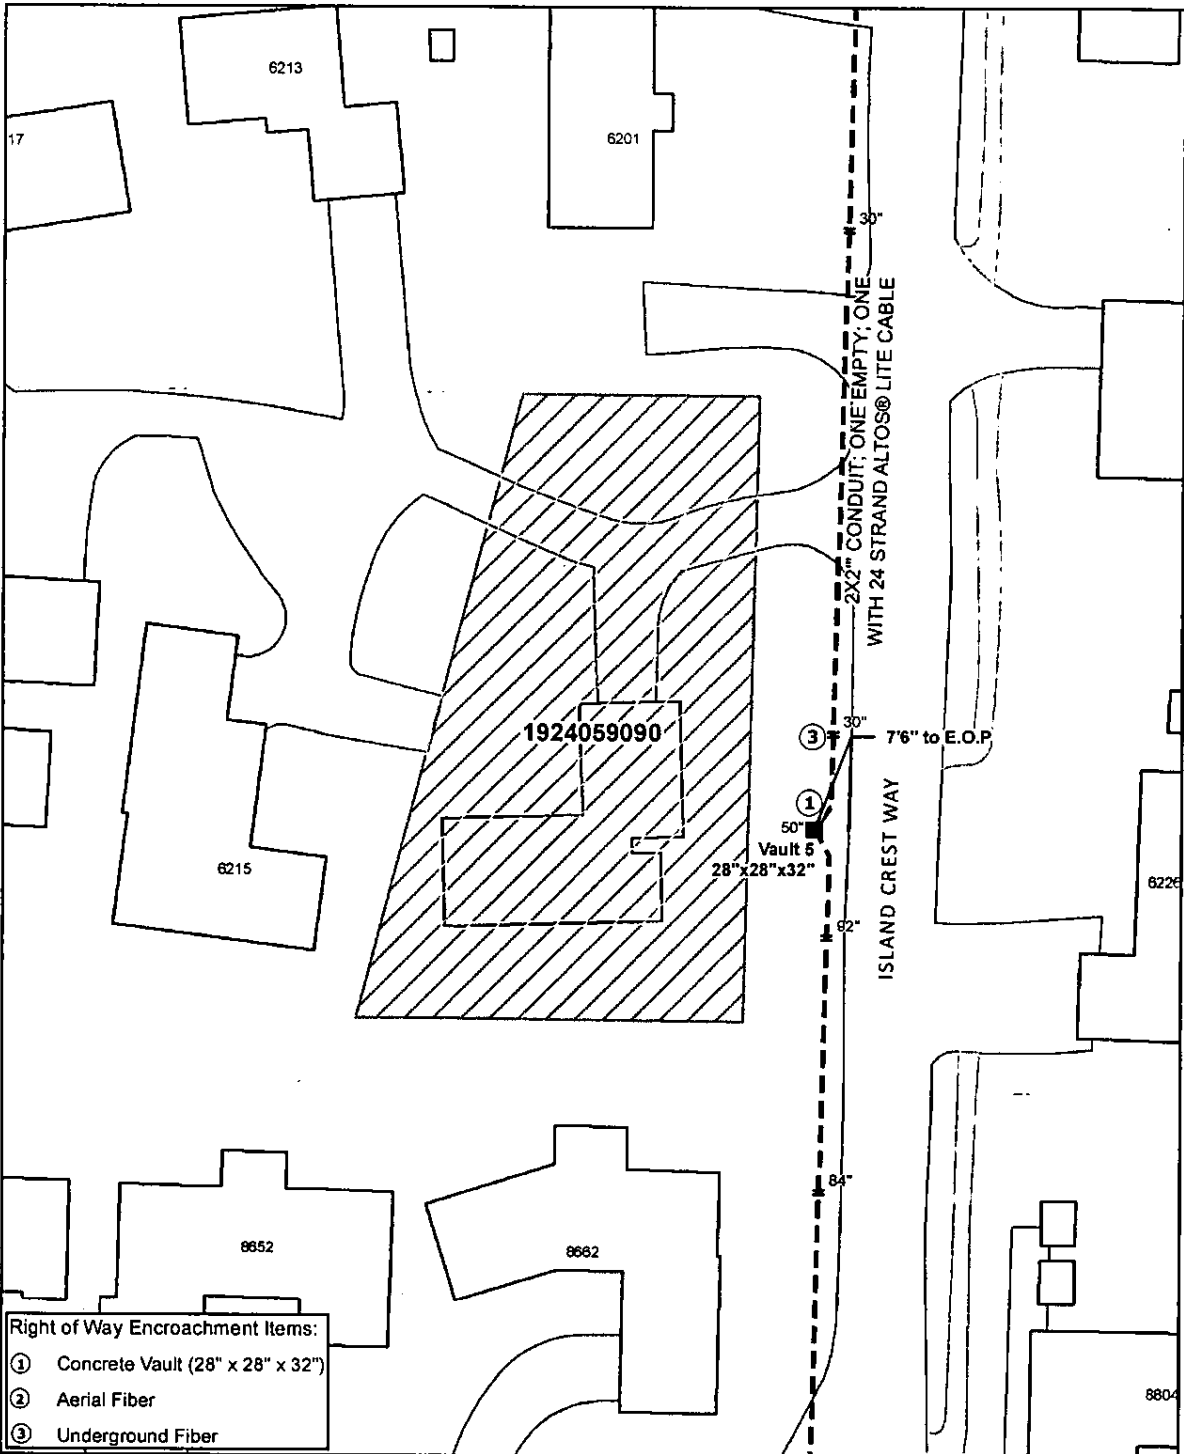 6213
17
6201
30"
2X2" CONDUIT; ONE EMPTY; ONE
WITH 24 STRAND ALTOS® LITE CABLE
1924059090
30"
3
7'6" to E.O.P
1
50"
Vault 5
28"x28"x32"
ISLAND CREST WAY
6215
6226
92"
84"
8652
8662
8804
Right of Way Encroachment Items:
1 Concrete Vault (28" x 28" x 32")
2 Aerial Fiber
3 Underground Fiber